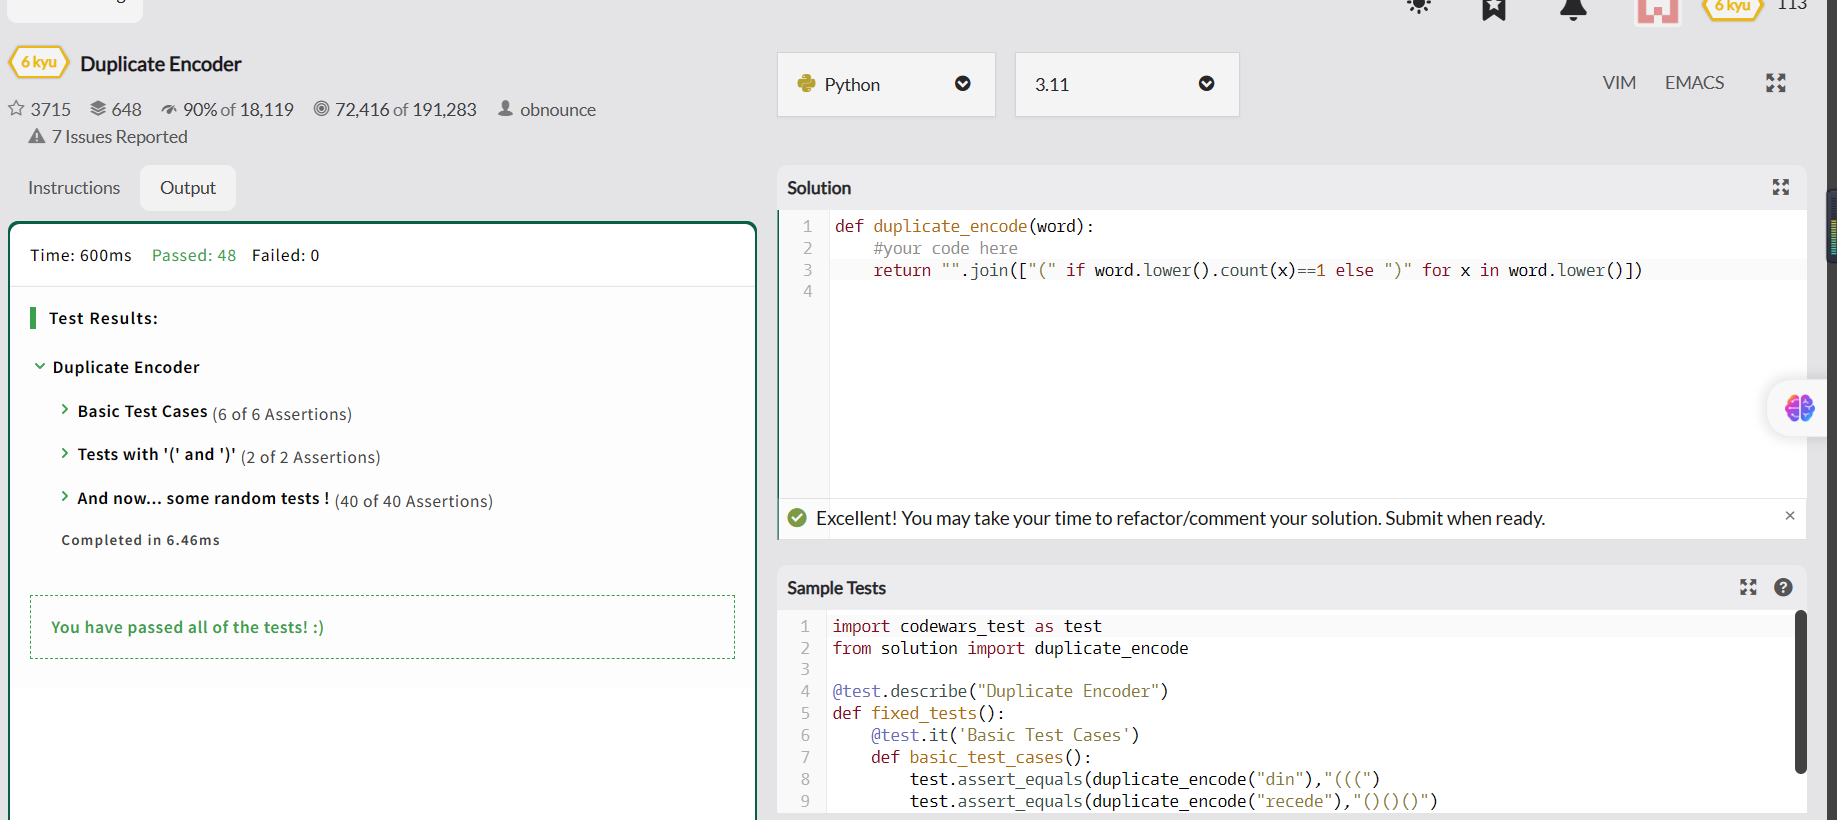 6 kyu
113
6 kyu Duplicate Encoder
3715 648 90% of 18,119 72,416 of 191,283 obnounce
7 Issues Reported
Instructions Output
Time: 600ms Passed: 48 Failed: 0
Test Results:
Duplicate Encoder
Basic Test Cases (6 of 6 Assertions)
Tests with '(' and ')' (2 of 2 Assertions)
And now... some random tests ! (40 of 40 Assertions)
Completed in 6.46ms
You have passed all of the tests! :)
Python 3.11 VIM EMACS
Solution
1 def duplicate_encode(word):
2     #your code here
3     return "".join(["(" if word.lower().count(x)==1 else ")" for x in word.lower()])
4
Excellent! You may take your time to refactor/comment your solution. Submit when ready. ×
Sample Tests
1 import codewars_test as test
2 from solution import duplicate_encode
3
4 @test.describe("Duplicate Encoder")
5 def fixed_tests():
6     @test.it('Basic Test Cases')
7     def basic_test_cases():
8         test.assert_equals(duplicate_encode("din"),"(((")
9         test.assert_equals(duplicate_encode("recede"),"()()()")